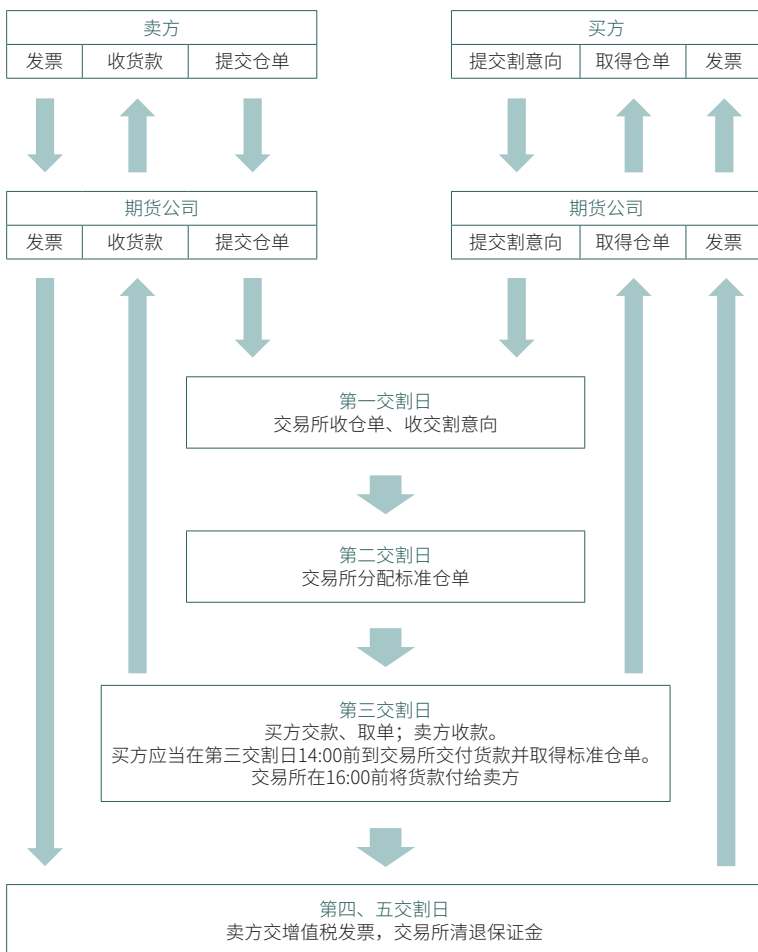 卖方
发票 收货款 提交仓单
买方
提交割意向 取得仓单 发票
期货公司
发票 收货款 提交仓单
期货公司
提交割意向 取得仓单 发票
第一交割日
交易所收仓单、收交割意向
第二交割日
交易所分配标准仓单
第三交割日
买方交款、取单；卖方收款。
买方应当在第三交割日14:00前到交易所交付货款并取得标准仓单。
交易所在16:00前将货款付给卖方
第四、五交割日
卖方交增值税发票，交易所清退保证金